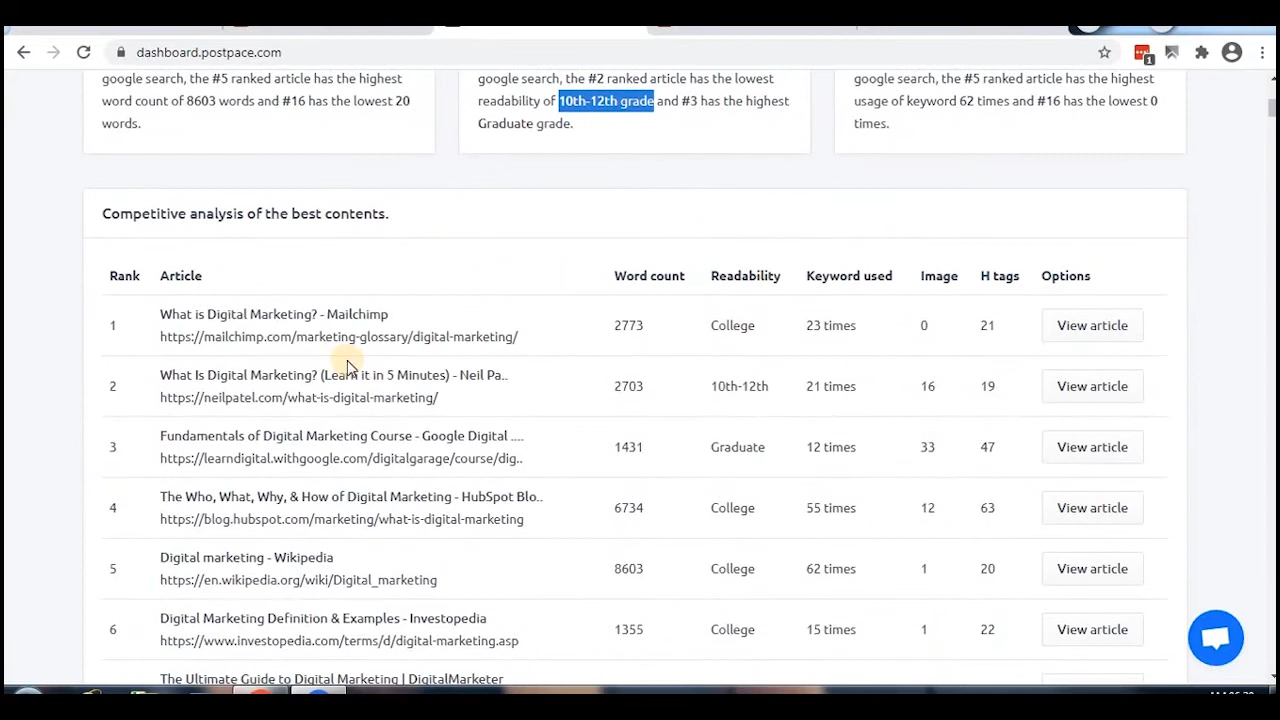 dashboard.postpace.com
1
google search, the #5 ranked article has the highest
word count of 8603 words and #16 has the lowest 20
words.
google search, the #2 ranked article has the lowest
readability of 10th-12th grade and #3 has the highest
Graduate grade.
google search, the #5 ranked article has the highest
usage of keyword 62 times and #16 has the lowest 0
times.
Competitive analysis of the best contents.
Rank Article Word count Readability Keyword used Image H tags Options
What is Digital Marketing? - Mailchimp
1 2773 College 23 times 0 21 View article
https://mailchimp.com/marketing-glossary/digital-marketing/
What Is Digital Marketing? (Learn it in 5 Minutes) - Neil Pa..
2 2703 10th-12th 21 times 16 19 View article
https://neilpatel.com/what-is-digital-marketing/
Fundamentals of Digital Marketing Course - Google Digital ....
3 1431 Graduate 12 times 33 47 View article
https://learndigital.withgoogle.com/digitalgarage/course/dig..
The Who, What, Why, & How of Digital Marketing - HubSpot Blo..
4 6734 College 55 times 12 63 View article
https://blog.hubspot.com/marketing/what-is-digital-marketing
Digital marketing - Wikipedia
5 8603 College 62 times 1 20 View article
https://en.wikipedia.org/wiki/Digital_marketing
Digital Marketing Definition & Examples - Investopedia
6 1355 College 15 times 1 22 View article
https://www.investopedia.com/terms/d/digital-marketing.asp
The Ultimate Guide to Digital Marketing | DigitalMarketer